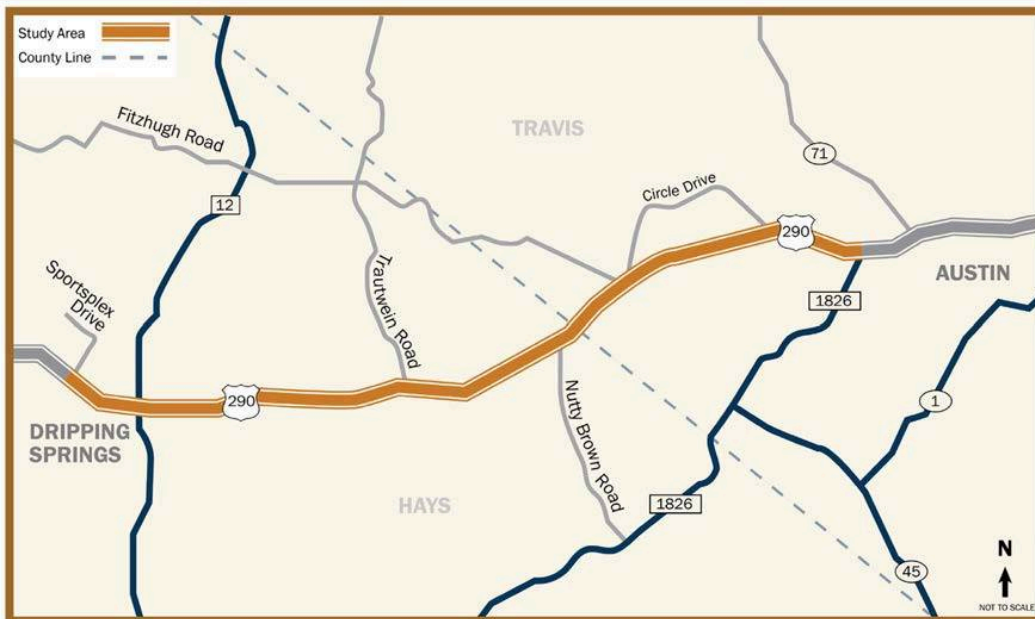 Study Area
County Line
Fitzhugh Road
TRAVIS
71
12
Circle Drive
290
Sportsplex
Drive
Trautwein Road
AUSTIN
1826
290
1
DRIPPING
SPRINGS
Nutty Brown Road
HAYS
1826
45
N
NOT TO SCALE